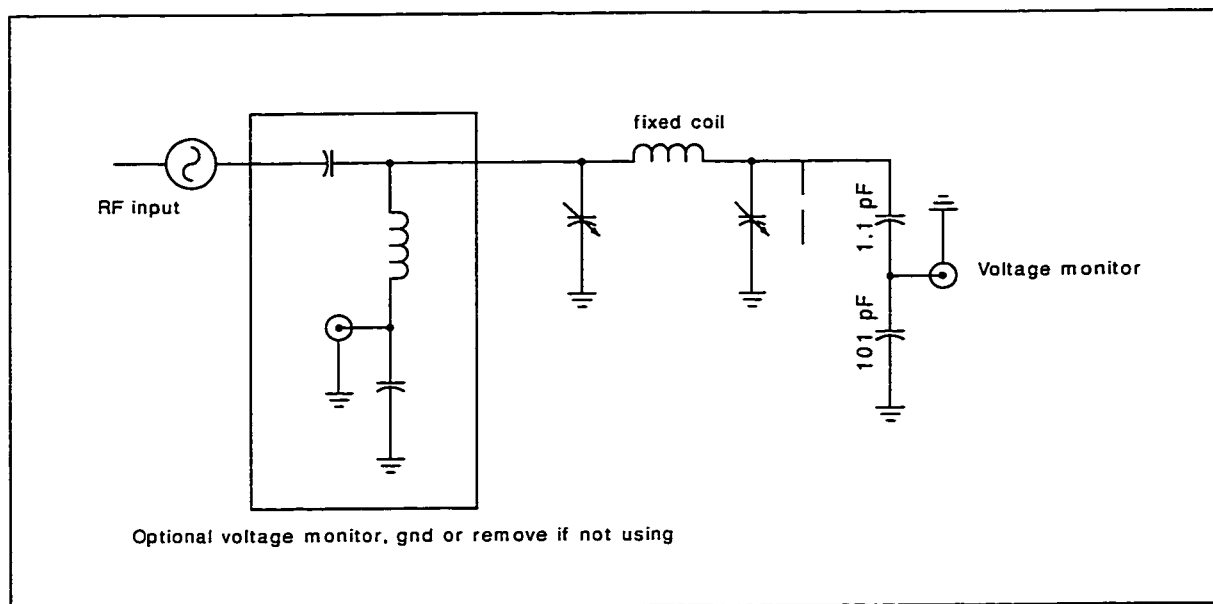 fixed coil
RF input
1.1 pF
Voltage monitor
101 pF
Optional voltage monitor, gnd or remove if not using